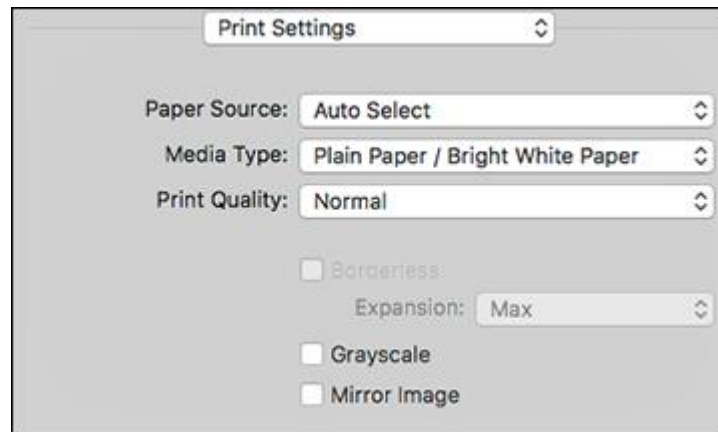 Print Settings
Paper Source: Auto Select
Media Type: Plain Paper / Bright White Paper
Print Quality: Normal
Borderless
Expansion: Max
Grayscale
Mirror Image